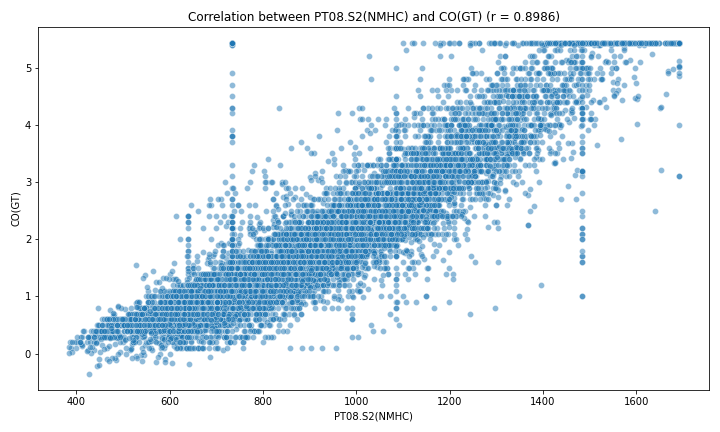 Correlation between PT08.S2(NMHC) and CO(GT) (r = 0.8986)
5
4
3
2
1
0
CO(GT)
400 600 800 1000 1200 1400 1600
PT08.S2(NMHC)